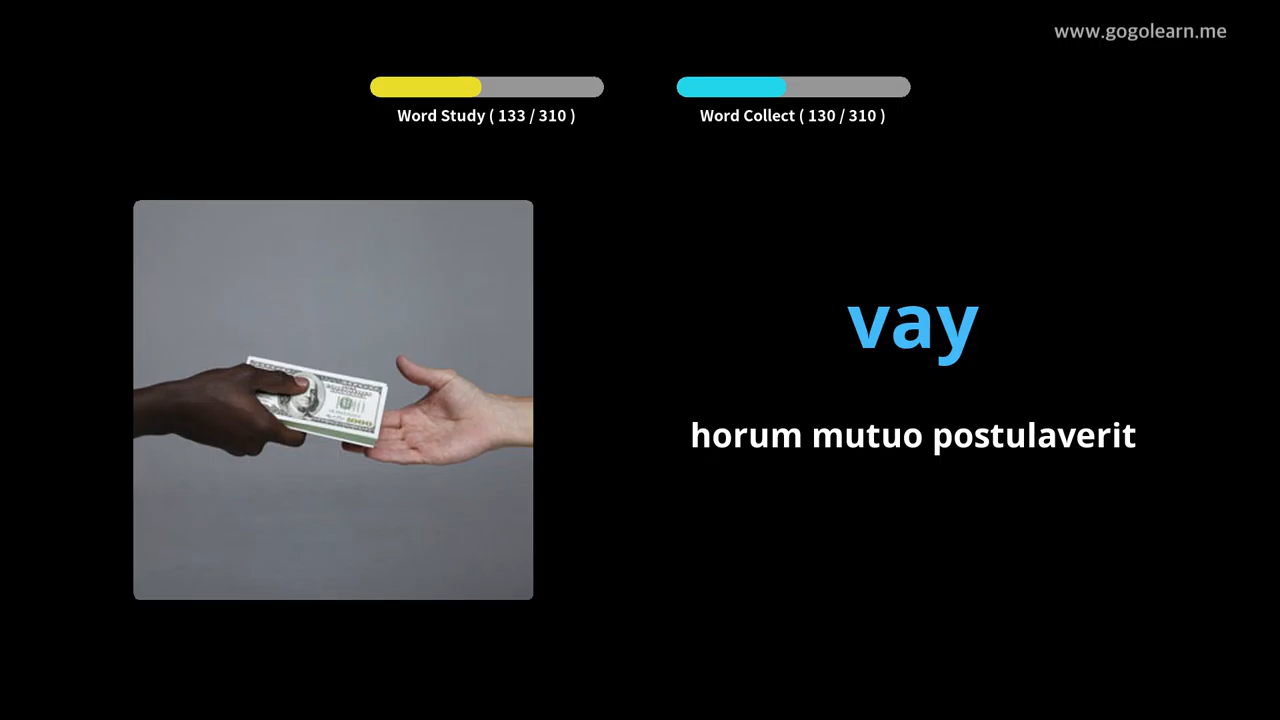 www.gogolearn.me
Word Study ( 133 / 310 )
Word Collect ( 130 / 310 )
vay
horum mutuo postulaverit